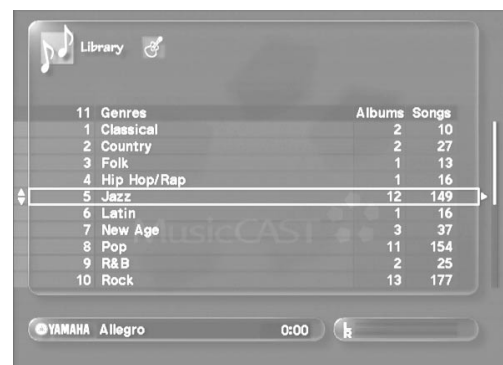 Library
11 Genres Albums Songs
1 Classical 2 10
2 Country 2 27
3 Folk 1 13
4 Hip Hop/Rap 1 16
5 Jazz 12 149
6 Latin 1 16
7 New Age 3 37
8 Pop 11 154
9 R&B 2 25
10 Rock 13 177
MusicCAST
YAMAHA Allegro 0:00